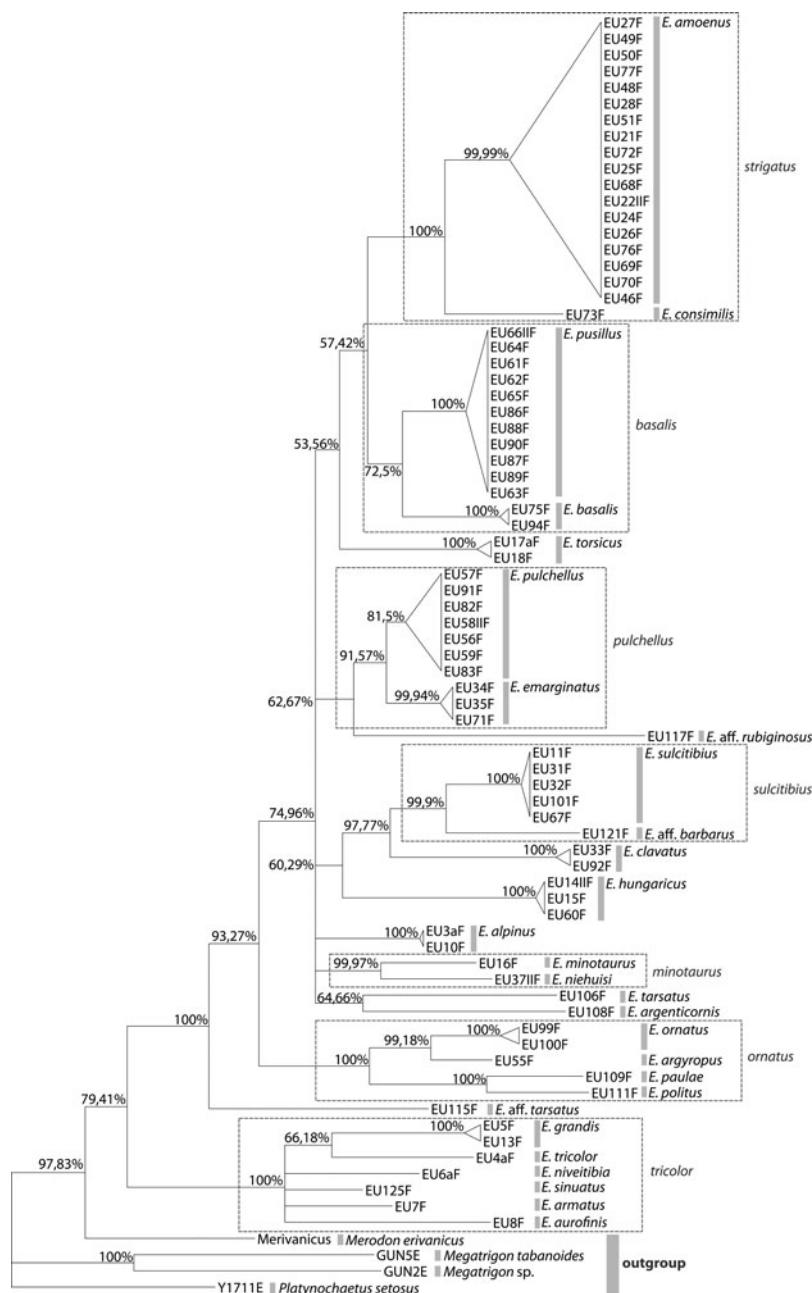 EU27F E. amoenus
EU49F
EU50F
EU77F
EU48F
EU28F
EU51F
EU21F
99,99% EU72F strigatus
EU25F
EU68F
EU22IIF
EU24F
100% EU26F
EU76F
EU69F
EU70F
EU46F
EU73F E. consimilis
57,42% EU66IIF E. pusillus
EU64F
EU61F
EU62F
EU65F
100% EU86F
EU88F basalis
53,56% EU90F
EU87F
72,5% EU89F
EU63F
100% EU75F E. basalis
EU94F
100% EU17aF E. torsicus
EU18F
EU57F E. pulchellus
EU91F
EU82F
81,5% EU58IIF
EU56F pulchellus
91,57% EU59F
EU83F
99,94% EU34F E. emarginatus
62,67% EU35F
EU71F
EU117F E. aff. rubiginosus
EU11F E. sulcitibius
EU31F
100% EU32F sulcitibius
99,9% EU101F
74,96% EU67F
97,77% EU121F E. aff. barbarus
100% EU33F E. clavatus
60,29% EU92F
EU14IIF E. hungaricus
100% EU15F
EU60F
100% EU3aF E. alpinus
93,27% EU10F
99,97% EU16F E. minotaurus minotaurus
EU37IIF E. niehuisi
64,66% EU106F E. tarsatus
EU108F E. argenticornis
100% 100% EU99F E. ornatus
99,18% EU100F
100% EU55F E. argyropus ornatus
100% EU109F E. paulae
EU111F E. politus
79,41% EU115F E. aff. tarsatus
100% EU5F E. grandis
66,18% EU13F
97,83% EU4aF E. tricolor
100% EU6aF E. niveitibia tricolor
EU125F E. sinuatus
EU7F E. armatus
EU8F E. aurofinis
Merivanicus Merodon erivanicus
100% GUN5E Megatrigon tabanoides outgroup
GUN2E Megatrigon sp.
Y1711E Platynochaetus setosus